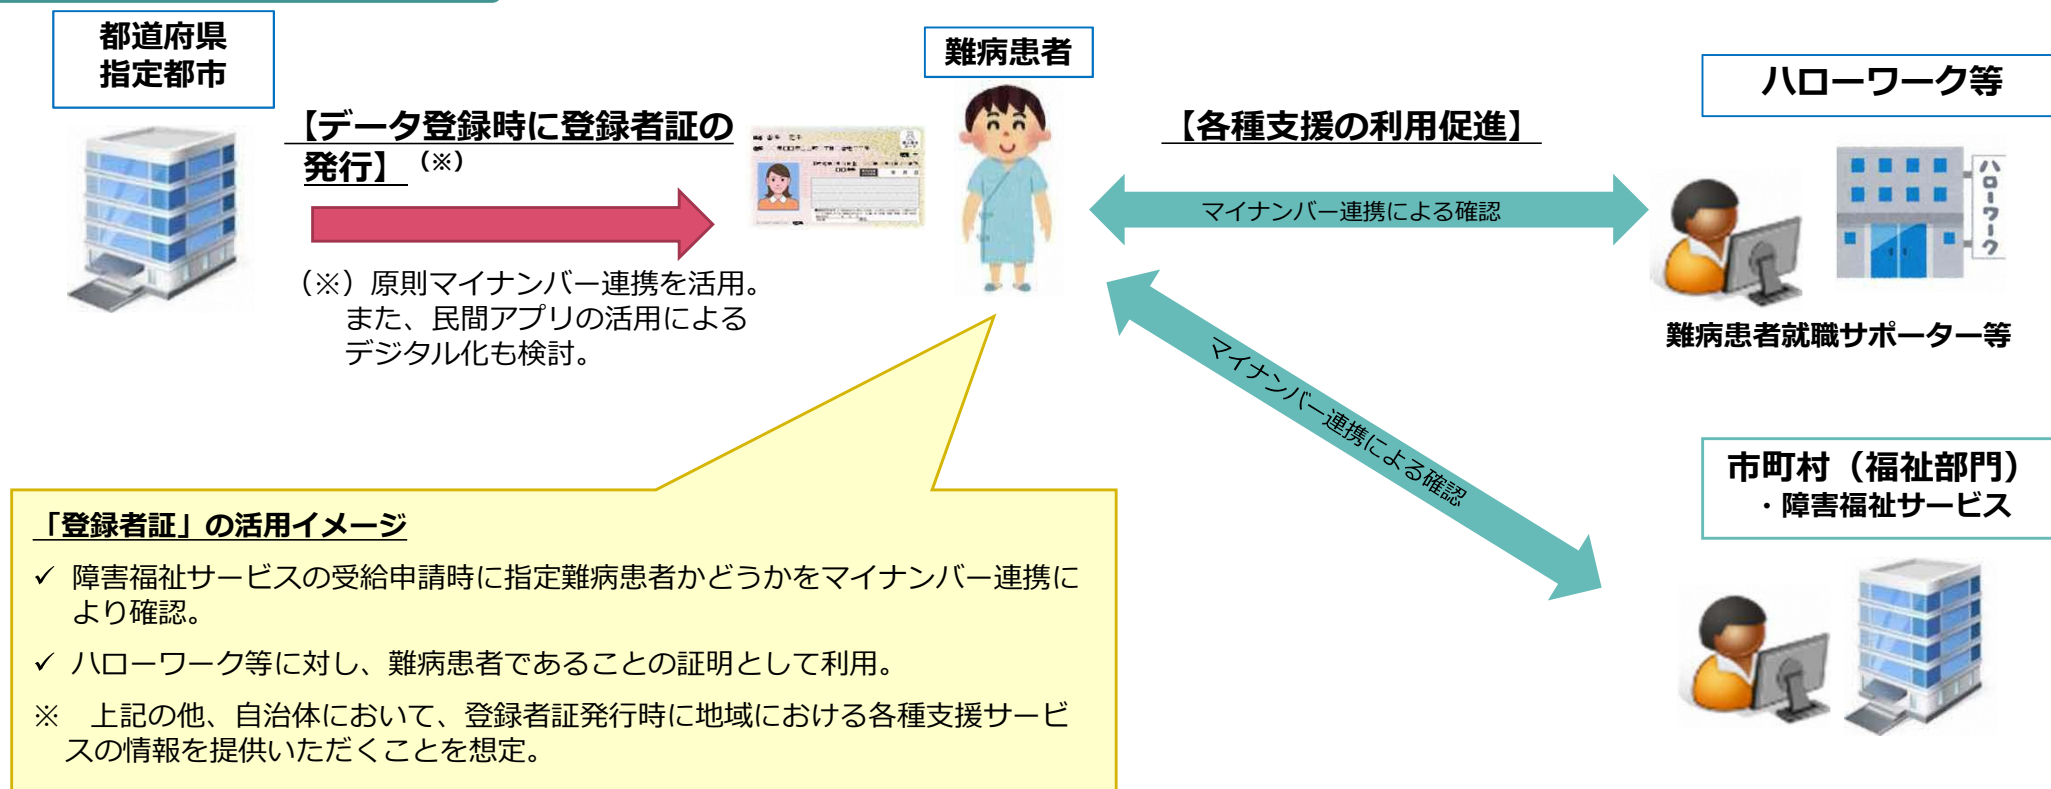 都道府県
指定都市
難病患者
ハローワーク等
【データ登録時に登録者証の
発行】（※）
【各種支援の利用促進】
マイナンバー連携による確認
ハローワーク
（※）原則マイナンバー連携を活用。
また、民間アプリの活用による
デジタル化も検討。
難病患者就職サポーター等
マイナンバー連携による確認
市町村（福祉部門）
・障害福祉サービス
「登録者証」の活用イメージ
✓ 障害福祉サービスの受給申請時に指定難病患者かどうかをマイナンバー連携に
より確認。
✓ ハローワーク等に対し、難病患者であることの証明として利用。
※　上記の他、自治体において、登録者証発行時に地域における各種支援サービ
スの情報を提供いただくことを想定。